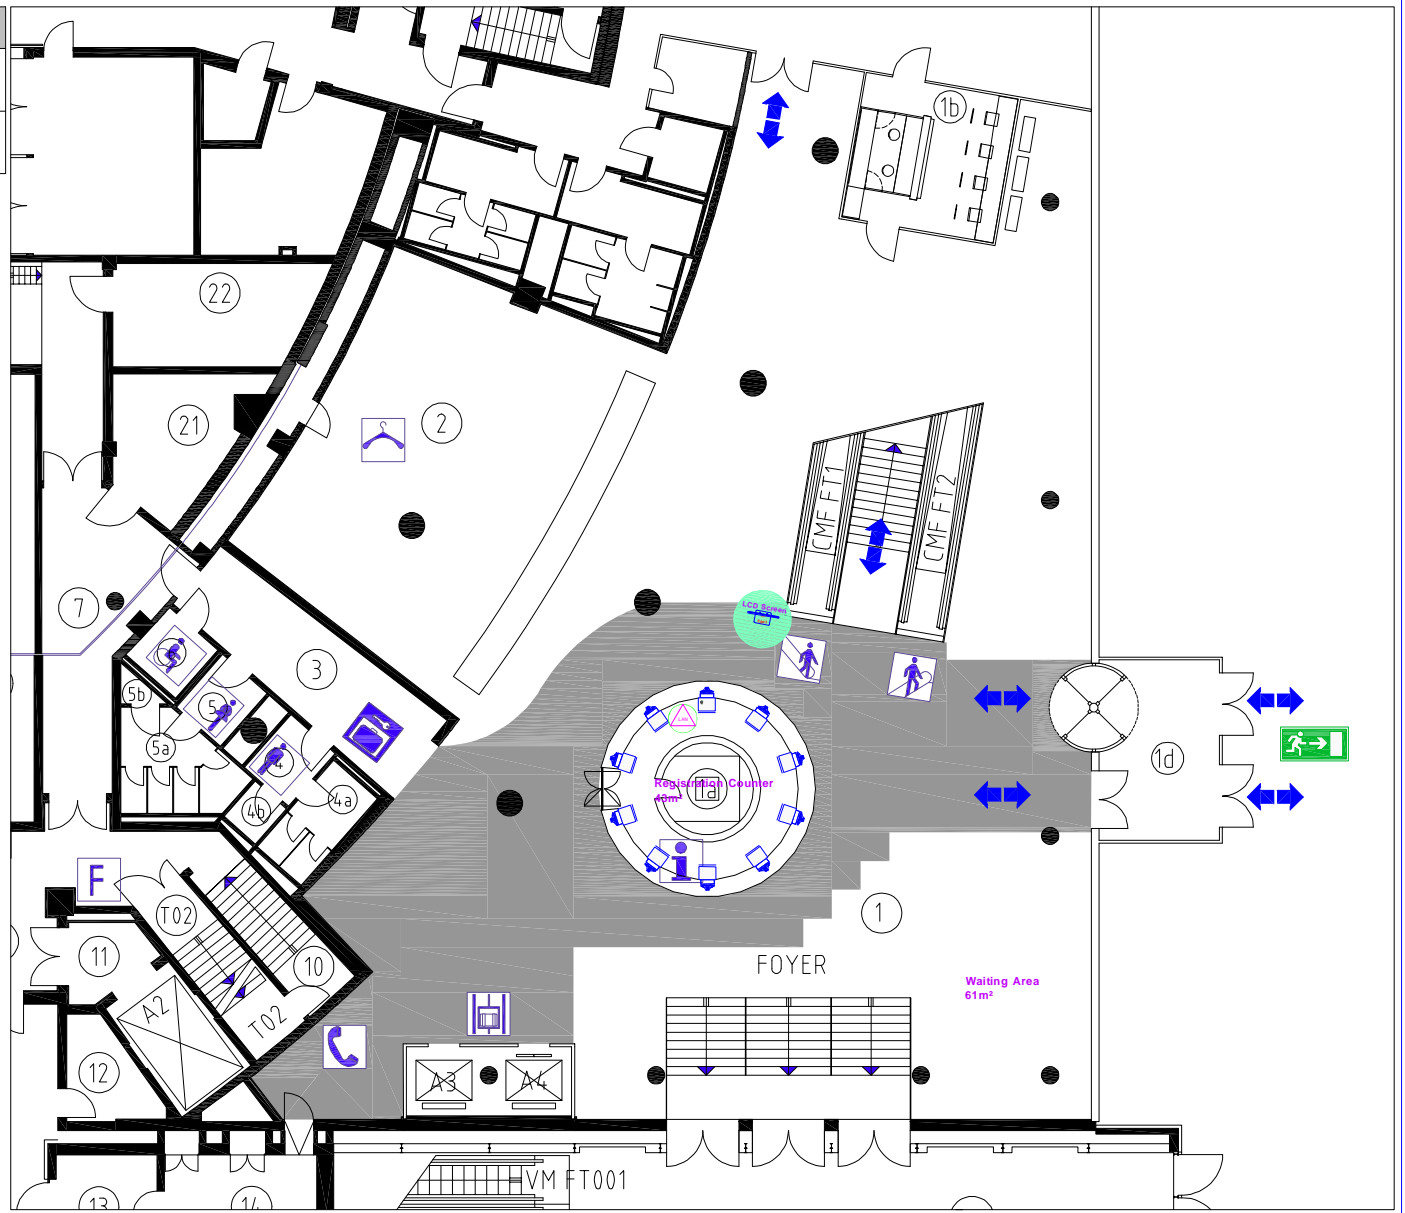 1b
22
2
21
CMF FT1
CMF FT2
7
LCD Screen
3
5b
5
5a
LAN
1d
Registration Counter
43m²
1a
4
4a
4b
F
T02
1
11
10
FOYER
Waiting Area
61m²
A2
T02
12
A3
A4
VM FT001
13
14